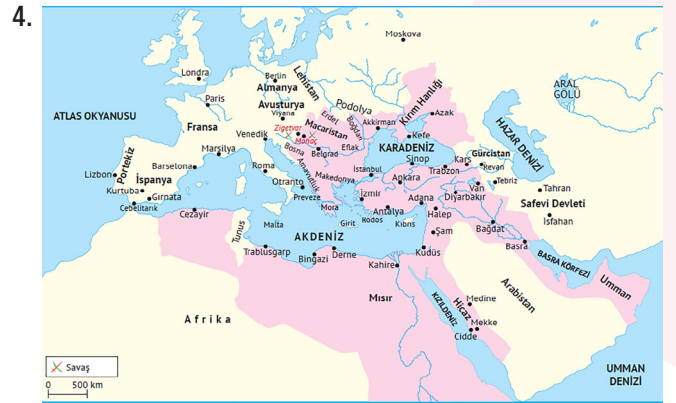 4.
Moskova
Londra
Berlin
Almanya
Lehistan
Paris
Avusturya
Viyana
Podolya
Kırım Hanlığı
ARAL
GÖLÜ
ATLAS OKYANUSU
Fransa
Zigetvar
Macaristan
Mohaç
Erdel
Boğdan
Akkirman
Azak
HAZAR DENİZİ
Venedik
Bosna
Belgrad
Eflak
Kefe
KARADENİZ
Marsilya
Portekiz
Barselona
Roma
Arnavutluk
Makedonya
İstanbul
Sinop
Trabzon
Kars
Gürcistan
Revan
İspanya
Lizbon
Otranto
Preveze
Ankara
Tebriz
Kurtuba
Gırnata
İzmir
Van
Tahran
Cebelitarık
Cezayir
Mora
Antalya
Adana
Diyarbakır
Safevi Devleti
Tunus
Malta
Girit
Rodos
Kıbrıs
Halep
İsfahan
AKDENİZ
Şam
Bağdat
Trablusgarp
Bingazi
Derne
Kudüs
Basra
Kahire
BASRA KÖRFEZİ
Mısır
Umman
KIZILDENİZ
Hicaz
Medine
Arabistan
Afrika
Mekke
Cidde
Savaş
0 500 km
UMMAN
DENİZİ